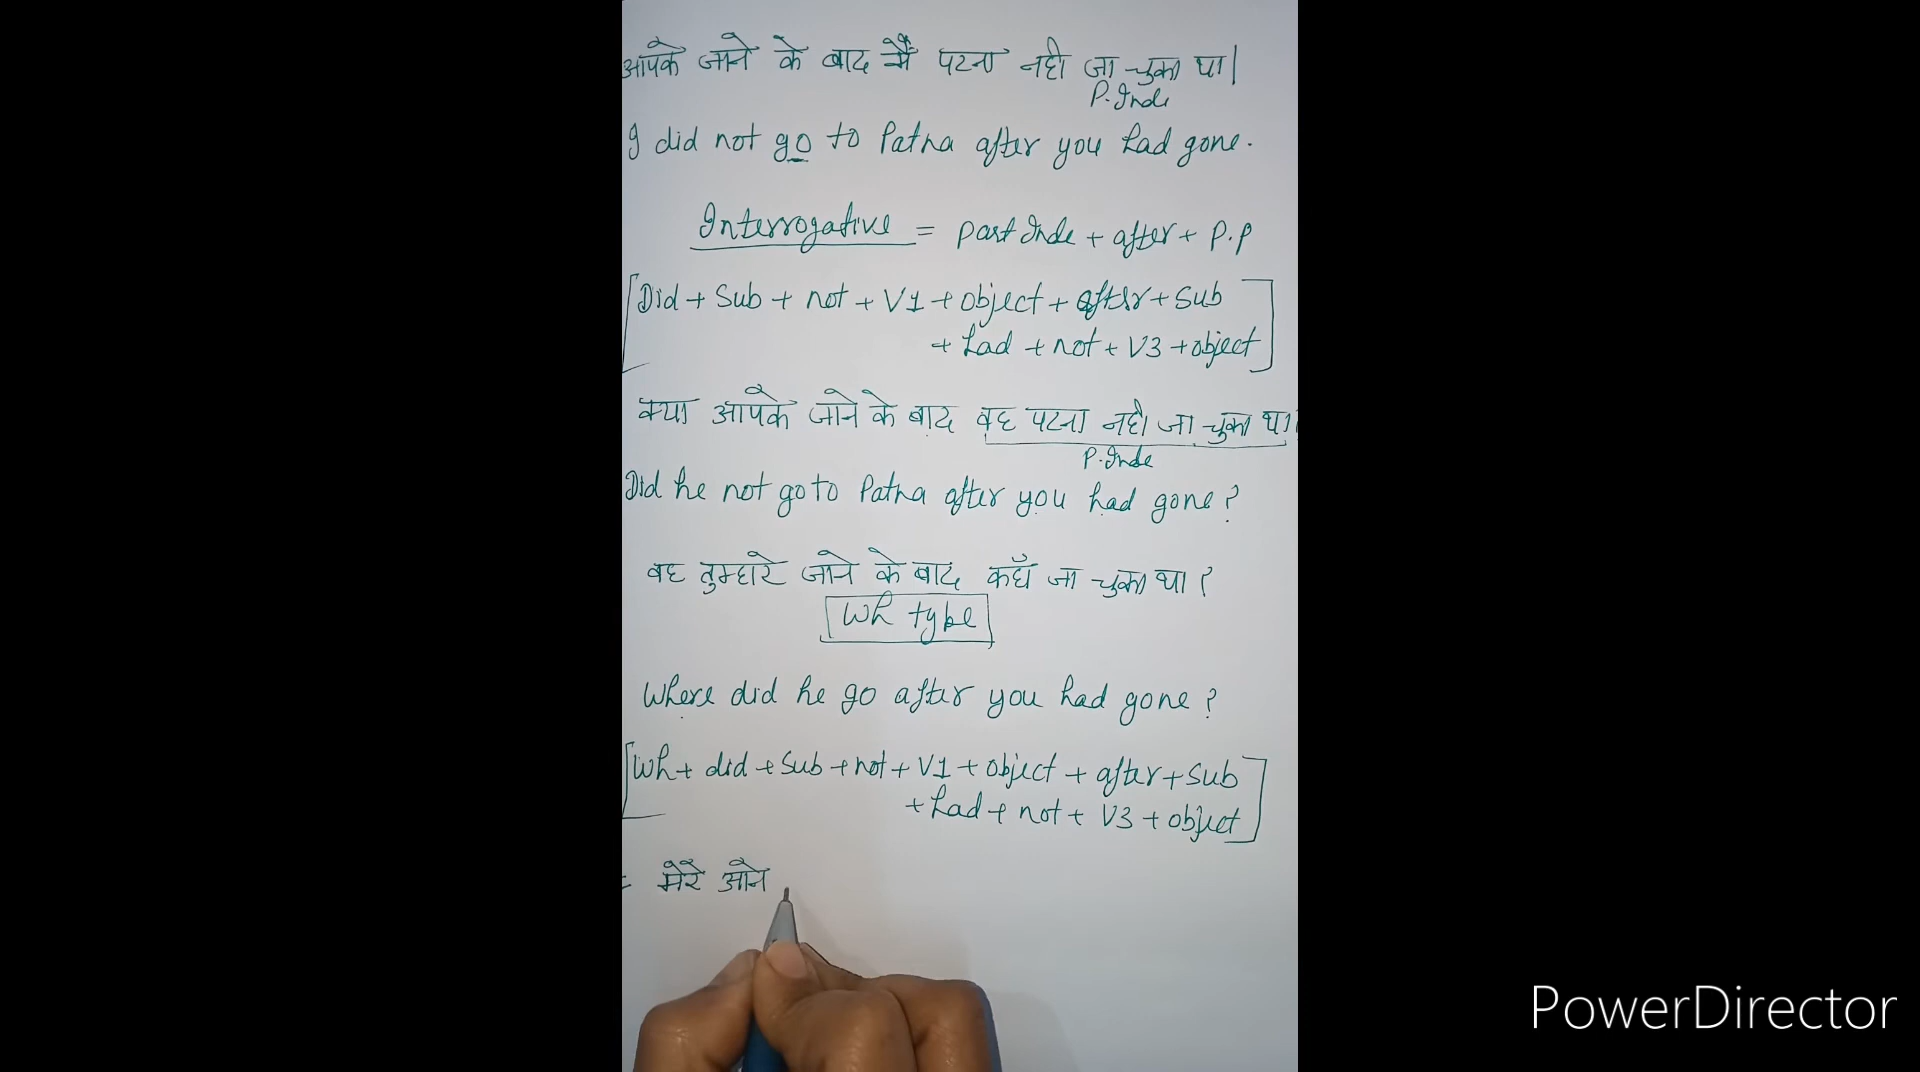 आपके जाने के बाद मैं पटना नही जा चुका था|
P. Inde
I did not go to Patna after you had gone.
Interrogative = Past Inde + after + P.P
[Did + Sub + not + V1 + object + after + Sub
+ had + not + V3 + object]
क्या आपके जाने के बाद वह पटना नही जा चुका था
P. Inde
Did he not go to Patna after you had gone?
वह तुम्हारे जाने के बाद कहाँ जा चुका था?
Wh type
Where did he go after you had gone?
[Wh + did + Sub + not + V1 + object + after + Sub
+ had + not + V3 + object]
= मेरे आने
PowerDirector